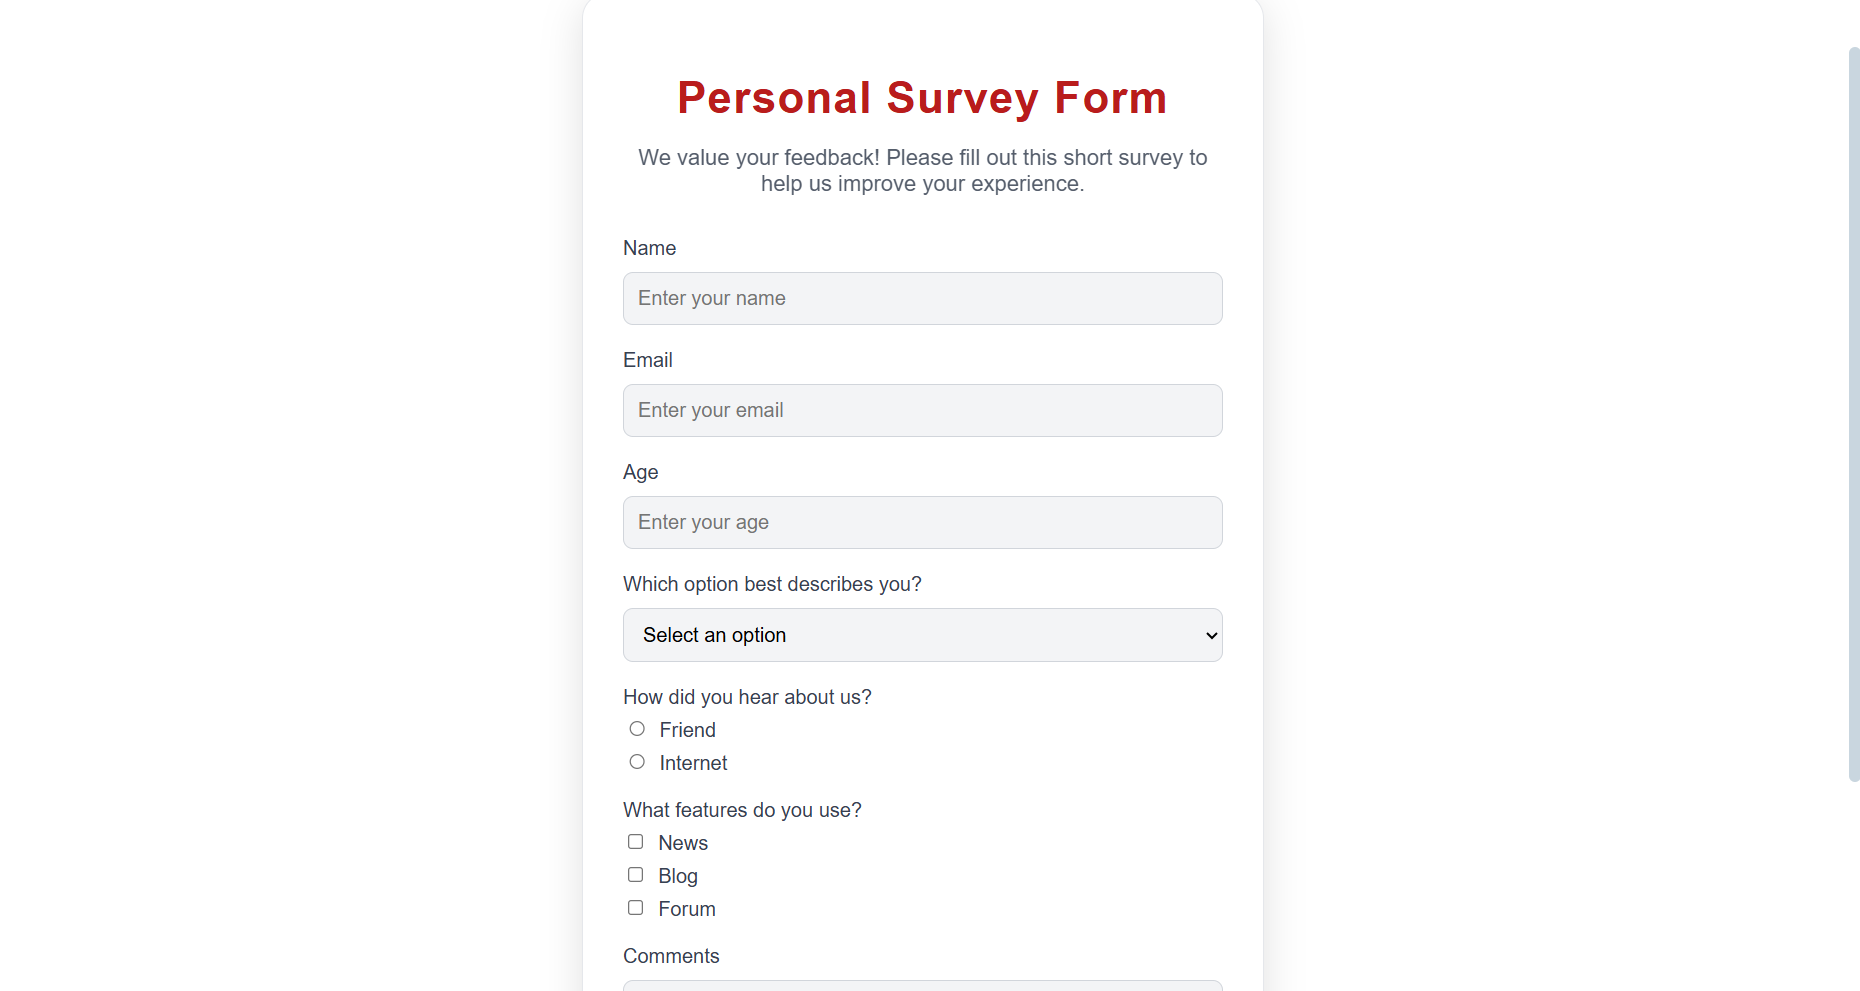 Personal Survey Form
We value your feedback! Please fill out this short survey to
help us improve your experience.
Name
Enter your name
Email
Enter your email
Age
Enter your age
Which option best describes you?
Select an option
How did you hear about us?
Friend
Internet
What features do you use?
News
Blog
Forum
Comments